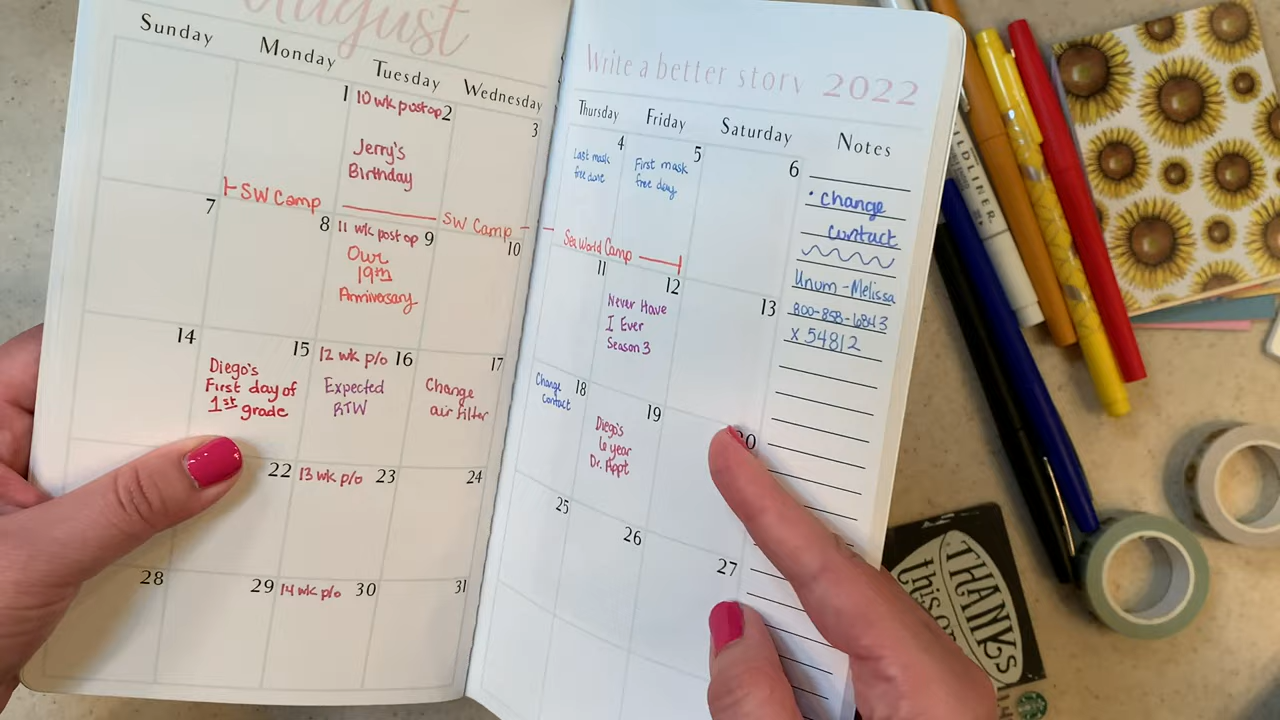 August
Write a better story 2022
Sunday Monday Tuesday Wednesday
Thursday Friday Saturday Notes
1
10 wk post op 2
Jerry's
Birthday
3
4
Last mask
free
5
First mask
free day
6
SW Camp
SW Camp
Sea World Camp
7
8
11 wk post op 9
Our
19th
Anniversary
10
11
12
Never Have
I Ever
Season 3
13
14
15
Diego's
First day of
1st grade
12 wk p/o 16
Expected
RTW
17
Change
air filter
18
Change
contact
19
Diego's
6 year
Dr. Appt
20
22
13 wk p/o 23
24
25
26
27
28
29
14 wk p/o 30
31
• change
contact
Unum - Melissa
800-858-6843
x 54812
WILDLINER
THANKS
this